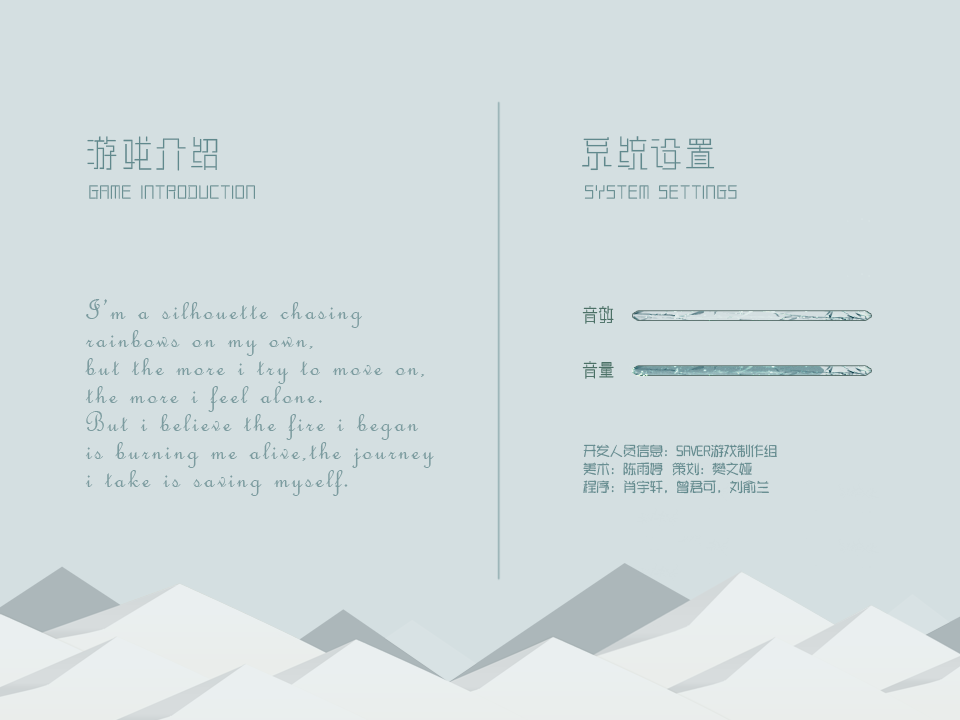 游戏介绍
GAME INTRODUCTION
I'm a silhouette chasing
rainbows on my own,
but the more i try to move on,
the more i feel alone.
But i believe the fire i began
is burning me alive,the journey
i take is saving myself.
系统设置
SYSTEM SETTINGS
音效
音量
开发人员信息：SAVER游戏制作组
美术：陈雨婷 策划：樊文娅
程序：肖宇轩，曾君可，刘俞兰